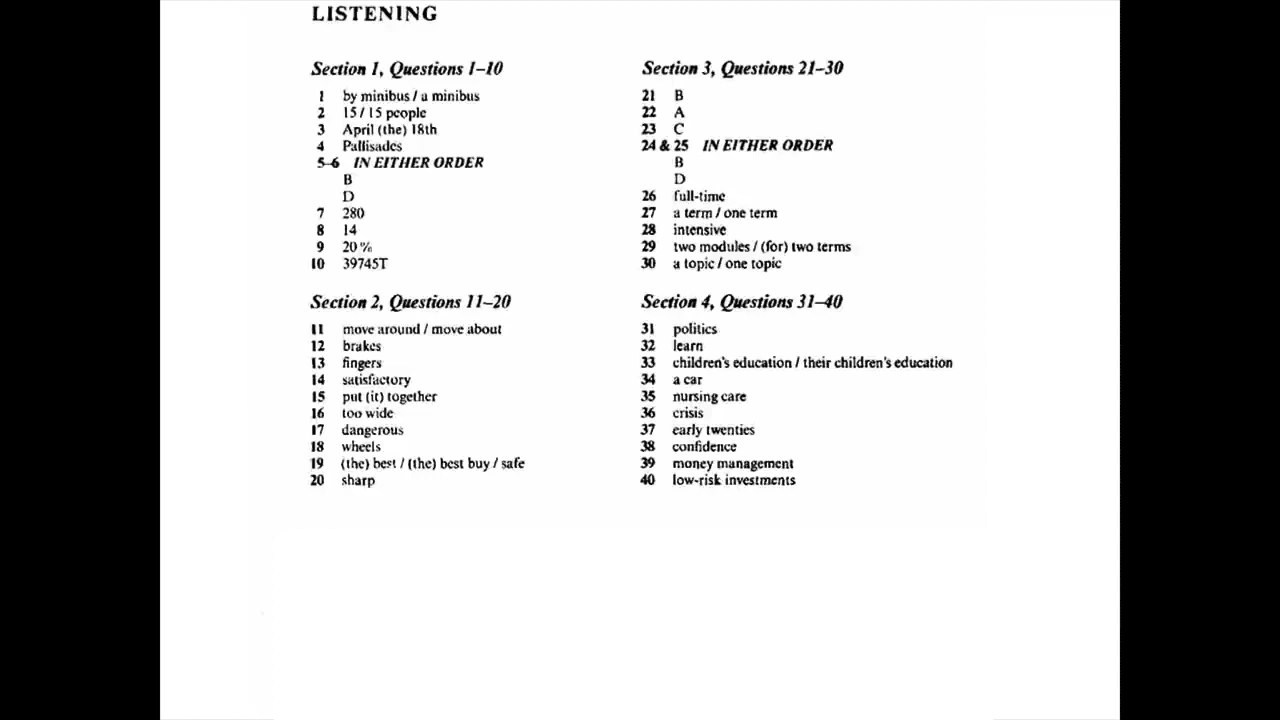 LISTENING
Section 1, Questions 1–10
1 by minibus / a minibus
2 15 / 15 people
3 April (the) 18th
4 Pallisades
5–6 IN EITHER ORDER
B
D
7 280
8 14
9 20%
10 39745T
Section 2, Questions 11–20
11 move around / move about
12 brakes
13 fingers
14 satisfactory
15 put (it) together
16 too wide
17 dangerous
18 wheels
19 (the) best / (the) best buy / safe
20 sharp
Section 3, Questions 21–30
21 B
22 A
23 C
24 & 25 IN EITHER ORDER
B
D
26 full-time
27 a term / one term
28 intensive
29 two modules / (for) two terms
30 a topic / one topic
Section 4, Questions 31–40
31 politics
32 learn
33 children's education / their children's education
34 a car
35 nursing care
36 crisis
37 early twenties
38 confidence
39 money management
40 low-risk investments